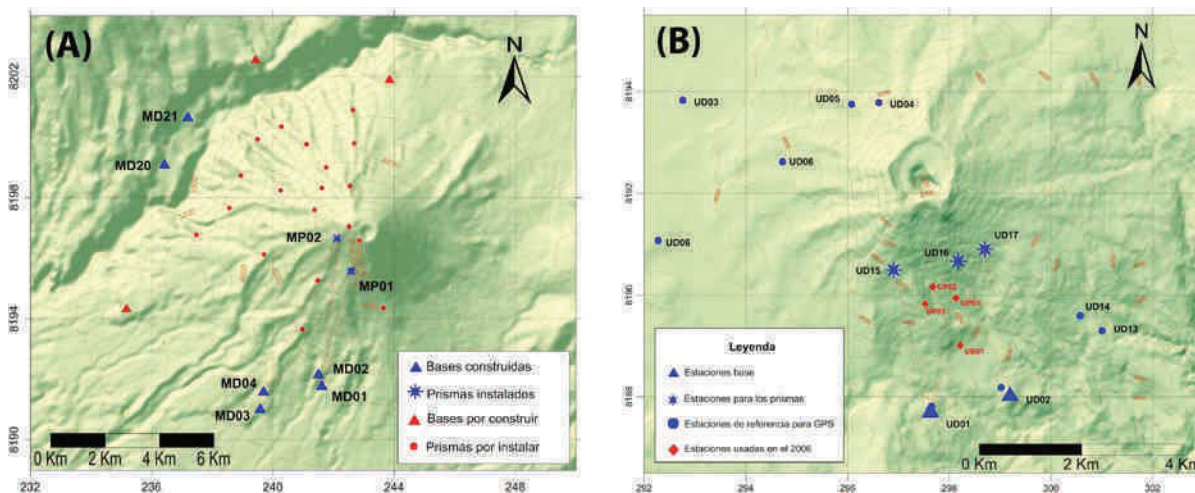 (A)
N
8202
MD21
MD20
8198
MP02
MP01
8194
MD02
MD04
MD01
MD03
8190
0 Km 2 Km 4 Km 6 Km
Bases construidas
Prismas instalados
Bases por construir
Prismas por instalar
232 236 240 244 248
(B)
N
8194
UD03
UD05
UD04
UD06
8192
UD06
UD17
UD16
UD15
8190
UD14
UD13
8188
UD02
UD01
Leyenda
Estaciones base
Estaciones para los prismas
Estaciones de referencia para GPS
Estaciones usadas en el 2006
0 Km 2 Km 4 Km
292 294 296 298 300 302